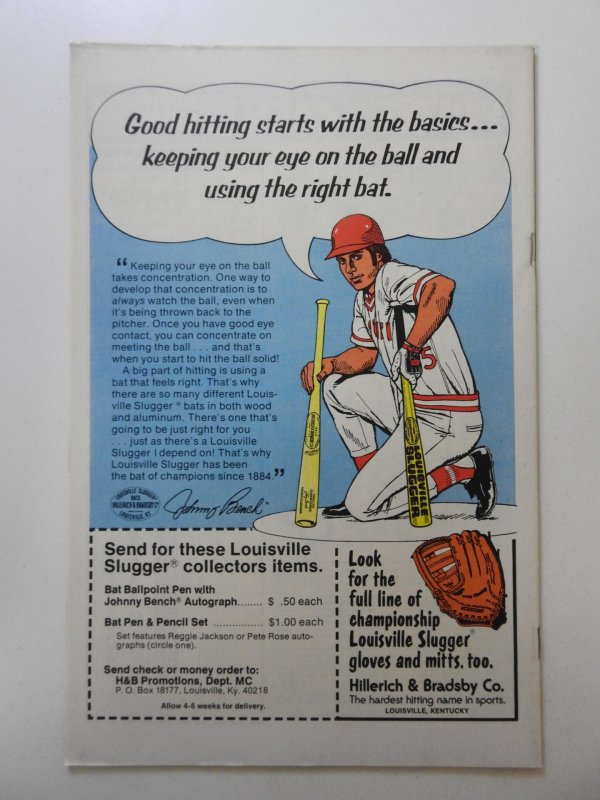 Good hitting starts with the basics...
keeping your eye on the ball and
using the right bat.
“Keeping your eye on the ball
takes concentration. One way to
develop that concentration is to
always watch the ball, even when
it's being thrown back to the
pitcher. Once you have good eye
contact, you can concentrate on
meeting the ball . . . and that's
when you start to hit the ball solid!
A big part of hitting is using a
bat that feels right. That's why
there are so many different Louis-
ville Slugger® bats in both wood
and aluminum. There's one that's
going to be just right for you
. . . just as there's a Louisville
Slugger I depend on! That's why
Louisville Slugger has been
the bat of champions since 1884.”
LOUISVILLE SLUGGER
BATS
HILLERICH & BRADSBY Co
LOUISVILLE, KY.
Johnny Bench
5
LOUISVILLE
SLUGGER
Send for these Louisville
Slugger® collectors items.
Bat Ballpoint Pen with
Johnny Bench® Autograph........ $ .50 each
Bat Pen & Pencil Set ................ $1.00 each
Set features Reggie Jackson or Pete Rose auto-
graphs (circle one).
Send check or money order to:
H&B Promotions, Dept. MC
P. O. Box 18177, Louisville, Ky. 40218
Allow 4-6 weeks for delivery.
Look
for the
full line of
championship
Louisville Slugger®
gloves and mitts, too.
Hillerich & Bradsby Co.
The hardest hitting name in sports.
LOUISVILLE, KENTUCKY